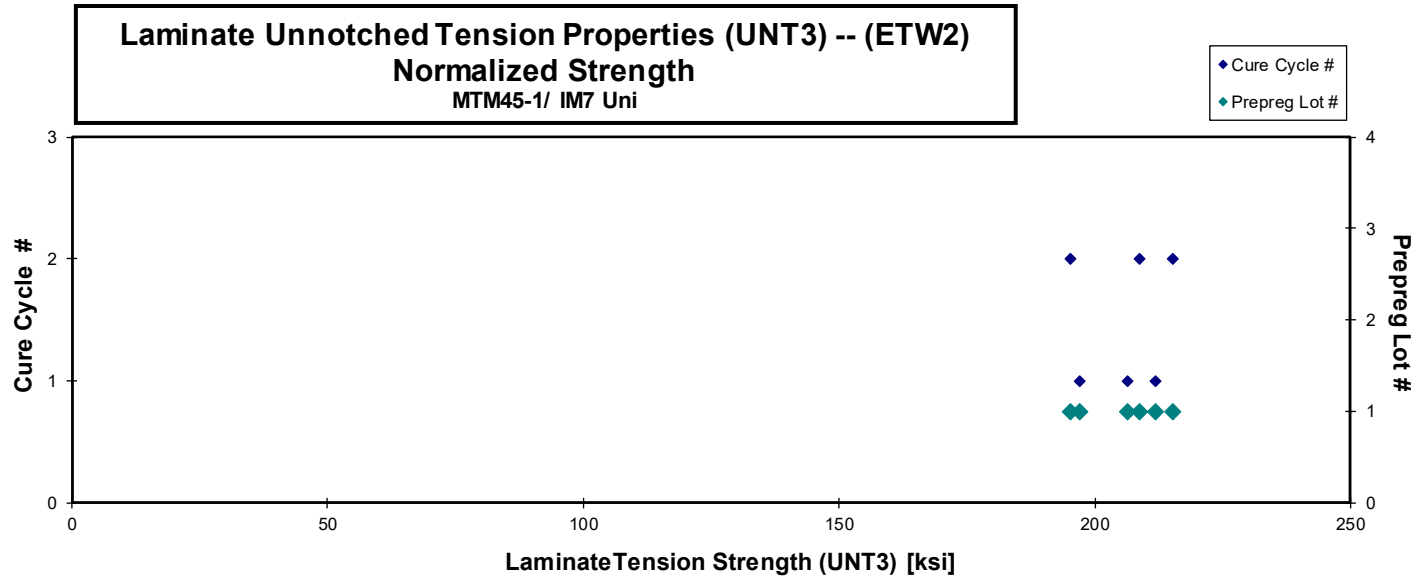 Laminate Unnotched Tension Properties (UNT3) -- (ETW2)
Normalized Strength
MTM45-1/ IM7 Uni
Cure Cycle #
Prepreg Lot #
3
2
1
0
Cure Cycle #
4
3
2
1
0
Prepreg Lot #
0 50 100 150 200 250
LaminateTension Strength (UNT3) [ksi]